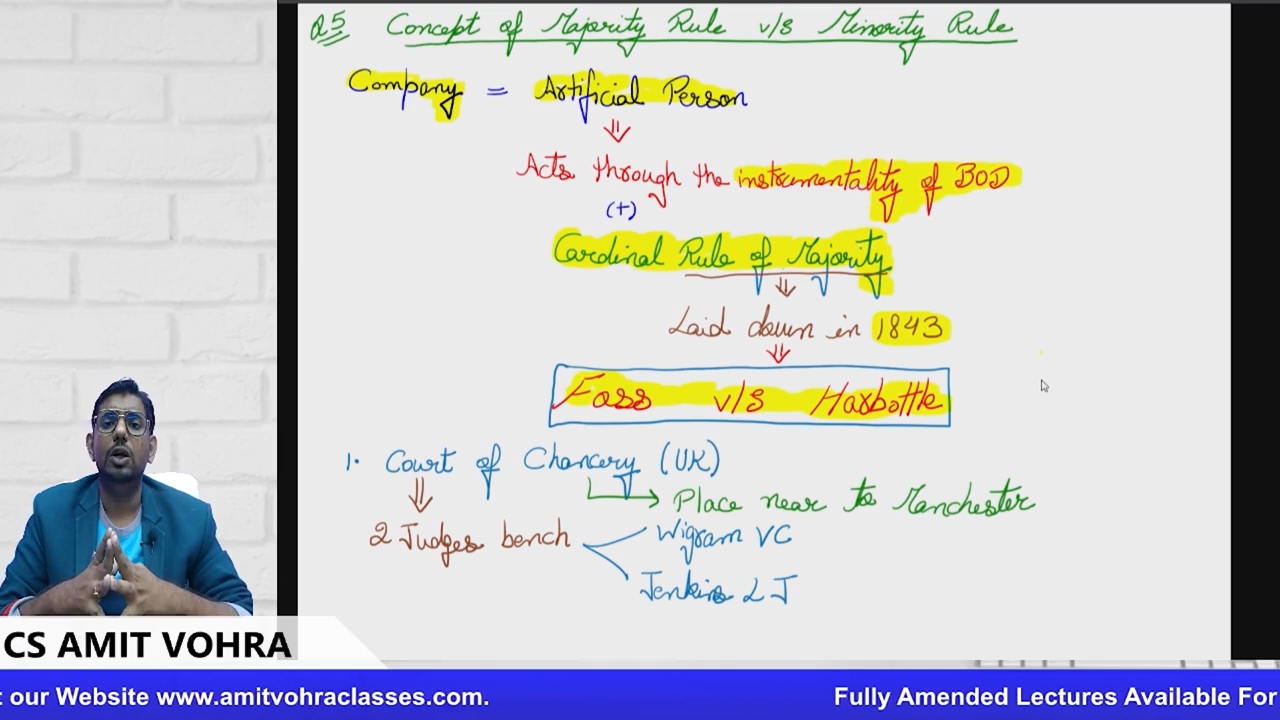 Q5 Concept of Majority Rule v/s Minority Rule
Company = Artificial Person
⇓
Acts through the instrumentality of BOD
(+)
Cardinal Rule of Majority
⇓
Laid down in 1843
⇓
Foss v/s Harbottle
1. Court of Chancery (UK)
Place near to Manchester
2 Judges bench
Wigram VC
Jenkins L J
CS AMIT VOHRA
t our Website www.amitvohraclasses.com. Fully Amended Lectures Available For